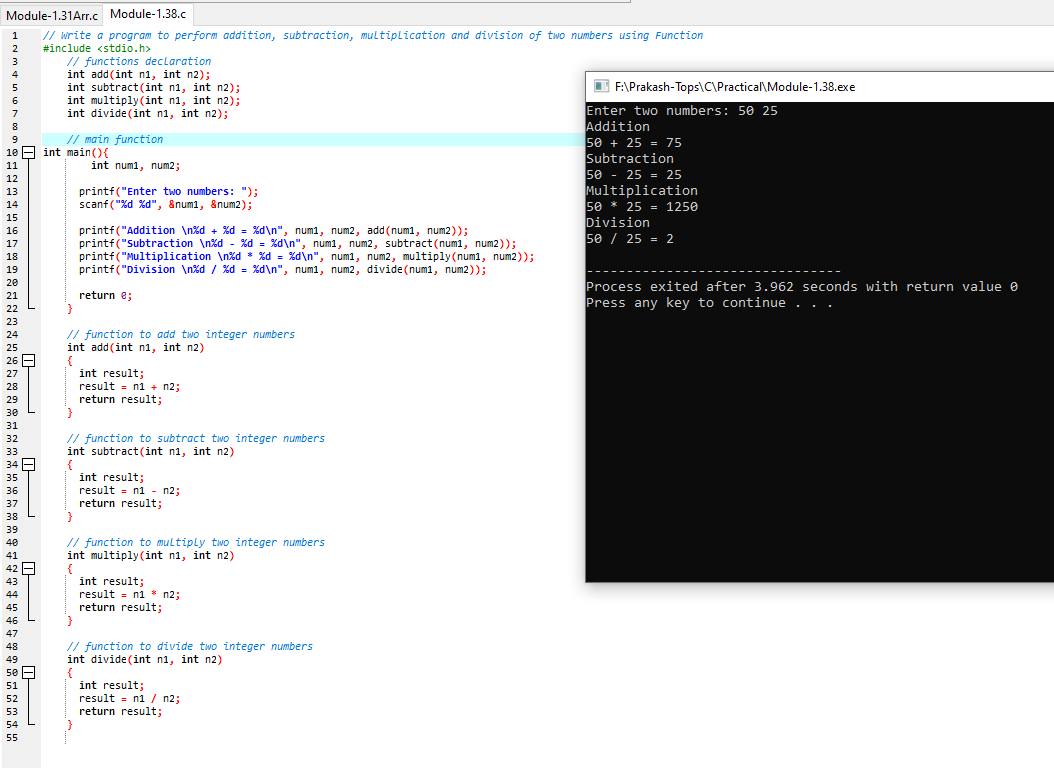 Module-1.31Arr.c Module-1.38.c
1 // Write a program to perform addition, subtraction, multiplication and division of two numbers using Function
2 #include <stdio.h>
3 // functions declaration
4 int add(int n1, int n2);
5 int subtract(int n1, int n2);
6 int multiply(int n1, int n2);
7 int divide(int n1, int n2);
8
9 // main function
10 int main(){
11 int num1, num2;
12
13 printf("Enter two numbers: ");
14 scanf("%d %d", &num1, &num2);
15
16 printf("Addition \n%d + %d = %d\n", num1, num2, add(num1, num2));
17 printf("Subtraction \n%d - %d = %d\n", num1, num2, subtract(num1, num2));
18 printf("Multiplication \n%d * %d = %d\n", num1, num2, multiply(num1, num2));
19 printf("Division \n%d / %d = %d\n", num1, num2, divide(num1, num2));
20
21 return 0;
22 }
23
24 // function to add two integer numbers
25 int add(int n1, int n2)
26 {
27 int result;
28 result = n1 + n2;
29 return result;
30 }
31
32 // function to subtract two integer numbers
33 int subtract(int n1, int n2)
34 {
35 int result;
36 result = n1 - n2;
37 return result;
38 }
39
40 // function to multiply two integer numbers
41 int multiply(int n1, int n2)
42 {
43 int result;
44 result = n1 * n2;
45 return result;
46 }
47
48 // function to divide two integer numbers
49 int divide(int n1, int n2)
50 {
51 int result;
52 result = n1 / n2;
53 return result;
54 }
55
F:\Prakash-Tops\C\Practical\Module-1.38.exe
Enter two numbers: 50 25
Addition
50 + 25 = 75
Subtraction
50 - 25 = 25
Multiplication
50 * 25 = 1250
Division
50 / 25 = 2
--------------------------------
Process exited after 3.962 seconds with return value 0
Press any key to continue . . .